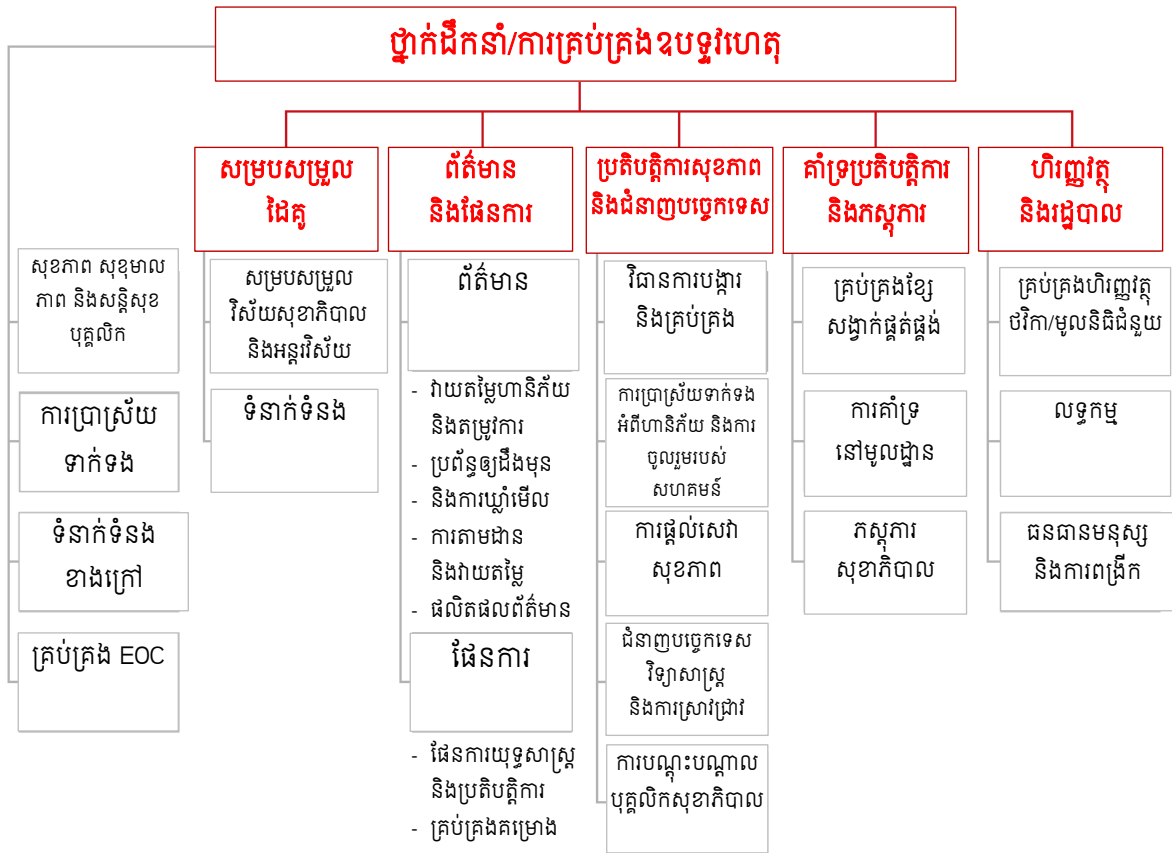 ថ្នាក់ដឹកនាំ/ការគ្រប់គ្រងឧបទ្ទវហេតុ
សុខភាព សុខុមាល
ភាព និងសន្តិសុខ
បុគ្គលិក
ការប្រាស្រ័យ
ទាក់ទង
ទំនាក់ទំនង
ខាងក្រៅ
គ្រប់គ្រង EOC
សម្របសម្រួល
ដៃគូ
សម្របសម្រួល
វិស័យសុខាភិបាល
និងអន្តរវិស័យ
ទំនាក់ទំនង
ព័ត៌មាន
និងផែនការ
ព័ត៌មាន
- វាយតម្លៃហានិភ័យ
និងតម្រូវការ
- ប្រព័ន្ធឲ្យដឹងមុន
- និងការឃ្លាំមើល
- ការតាមដាន
និងវាយតម្លៃ
- ផលិតផលព័ត៌មាន
ផែនការ
- ផែនការយុទ្ធសាស្ត្រ
និងប្រតិបត្តិការ
- គ្រប់គ្រងគម្រោង
ប្រតិបត្តិការសុខភាព
និងជំនាញបច្ចេកទេស
វិធានការបង្ការ
និងគ្រប់គ្រង
ការប្រាស្រ័យទាក់ទង
អំពីហានិភ័យ និងការ
ចូលរួមរបស់
សហគមន៍
ការផ្តល់សេវា
សុខភាព
ជំនាញបច្ចេកទេស
វិទ្យាសាស្ត្រ
និងការស្រាវជ្រាវ
ការបណ្តុះបណ្តាល
បុគ្គលិកសុខាភិបាល
គាំទ្រប្រតិបត្តិការ
និងភស្តុភារ
គ្រប់គ្រងខ្សែ
សង្វាក់ផ្គត់ផ្គង់
ការគាំទ្រ
នៅមូលដ្ឋាន
ភស្តុភារ
សុខាភិបាល
ហិរញ្ញវត្ថុ
និងរដ្ឋបាល
គ្រប់គ្រងហិរញ្ញវត្ថុ
ថវិកា/មូលនិធិជំនួយ
លទ្ធកម្ម
ធនធានមនុស្ស
និងការពង្រីក